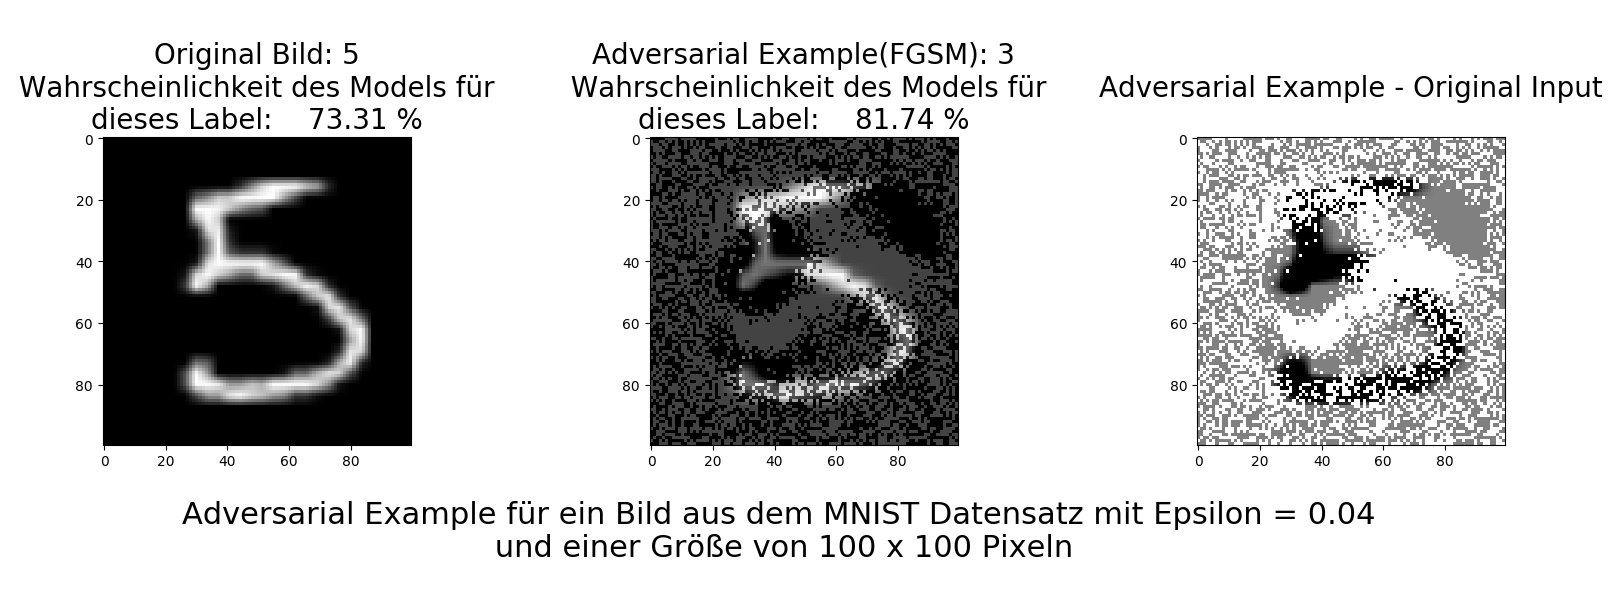 Original Bild: 5
Wahrscheinlichkeit des Models für
dieses Label: 73.31 %
0
20
40
60
80
0 20 40 60 80
Adversarial Example(FGSM): 3
Wahrscheinlichkeit des Models für
dieses Label: 81.74 %
0
20
40
60
80
0 20 40 60 80
Adversarial Example - Original Input
0
20
40
60
80
0 20 40 60 80
Adversarial Example für ein Bild aus dem MNIST Datensatz mit Epsilon = 0.04
und einer Größe von 100 x 100 Pixeln